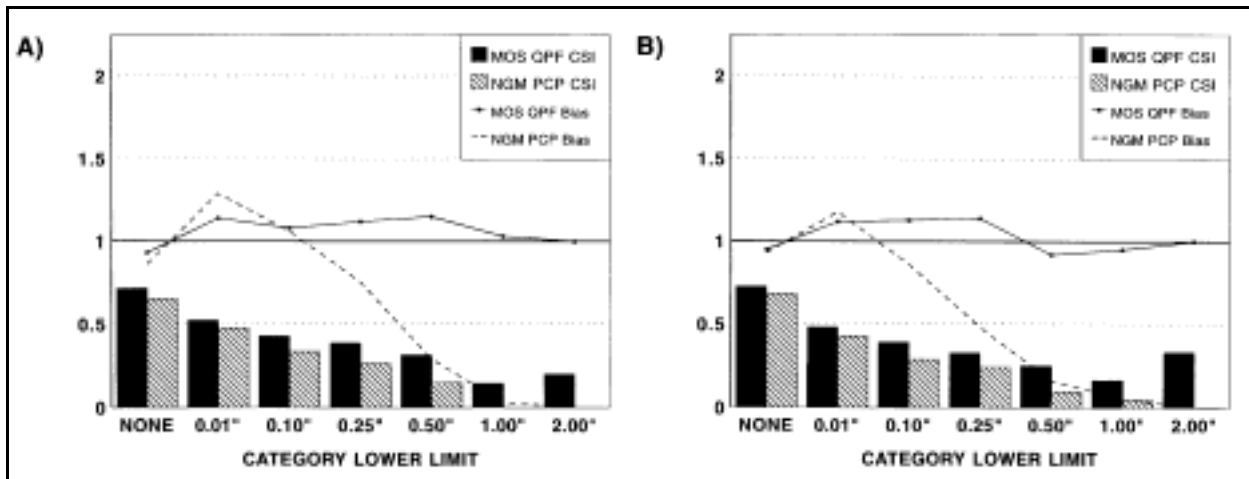 A)
2
1.5
1
0.5
0
MOS QPF CSI
NGM PCP CSI
MOS QPF Bias
NGM PCP Bias
NONE 0.01" 0.10" 0.25" 0.50" 1.00" 2.00"
CATEGORY LOWER LIMIT
B)
2
1.5
1
0.5
0
MOS QPF CSI
NGM PCP CSI
MOS QPF Bias
NGM PCP Bias
NONE 0.01" 0.10" 0.25" 0.50" 1.00" 2.00"
CATEGORY LOWER LIMIT